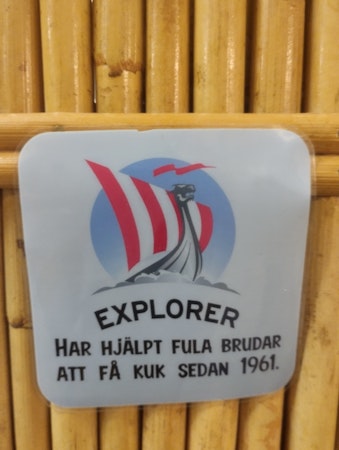 EXPLORER
HAR HJÄLPT FULA BRUDAR
ATT FÅ KUK SEDAN 1961.